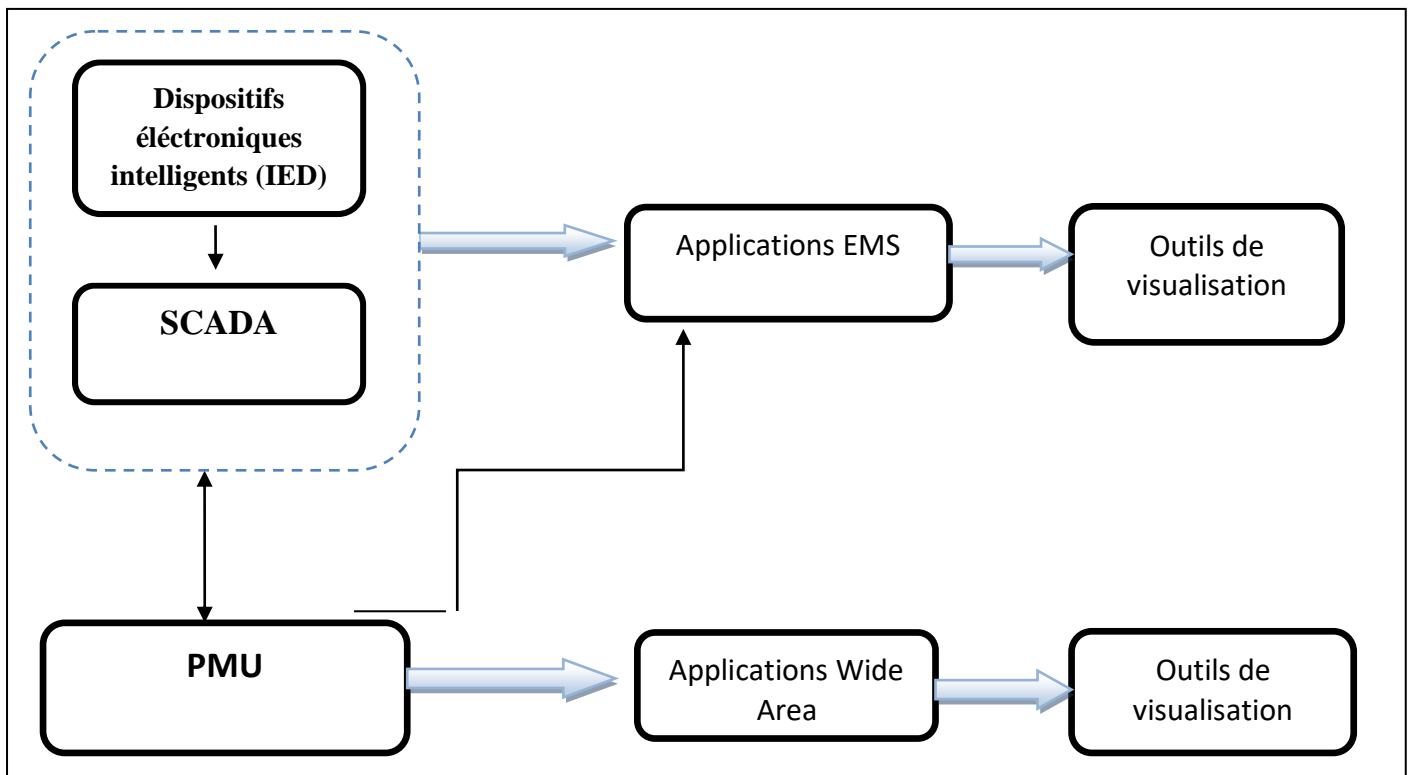 Dispositifs
éléctroniques
intelligents (IED)
SCADA
Applications EMS
Outils de
visualisation
PMU
Applications Wide
Area
Outils de
visualisation